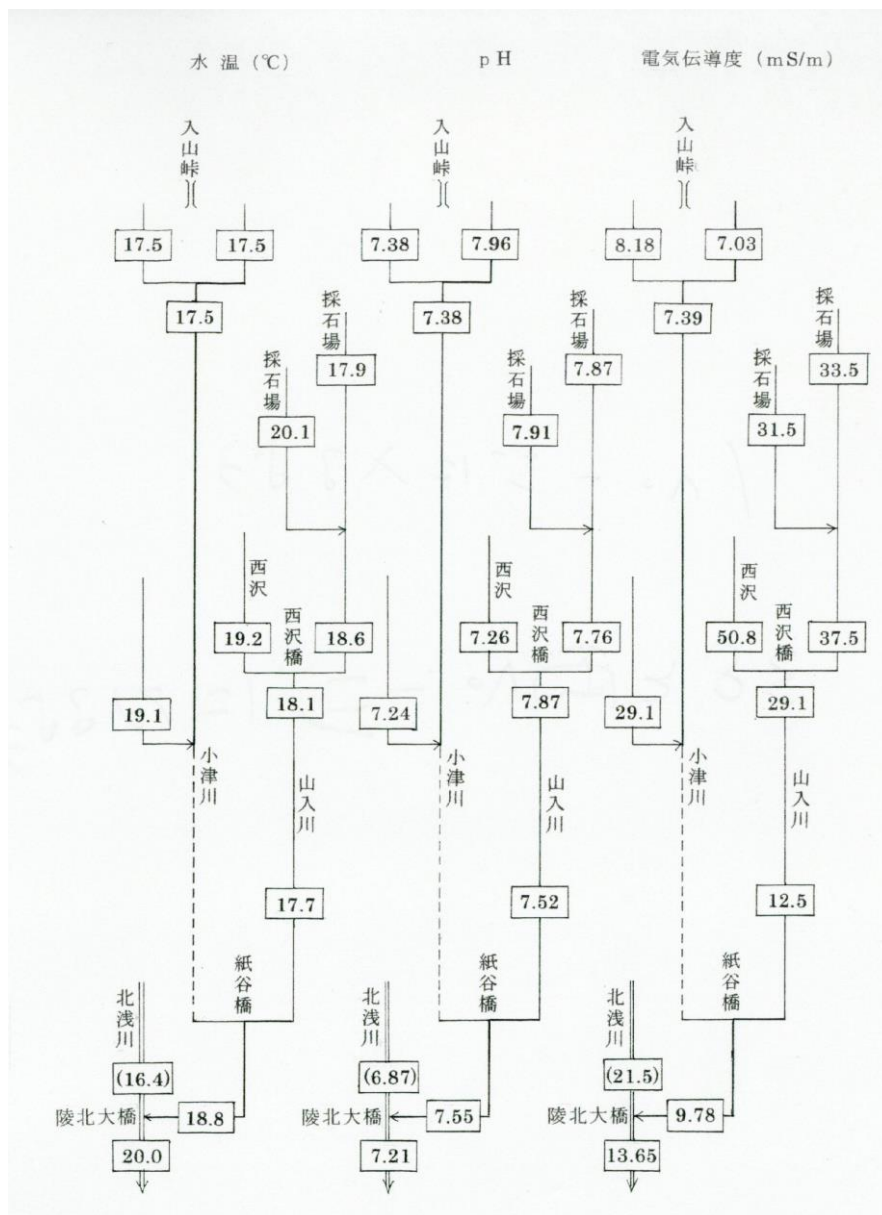 水温(℃)
pH
電気伝導度(mS/m)
入山峠
入山峠
入山峠
17.5
17.5
7.38
7.96
8.18
7.03
17.5
7.38
7.39
採石場
採石場
採石場
17.9
7.87
33.5
採石場
採石場
採石場
20.1
7.91
31.5
西沢
西沢
西沢
西沢橋
西沢橋
西沢橋
19.2
18.6
7.26
7.76
50.8
37.5
19.1
18.1
7.24
7.87
29.1
29.1
小津川
小津川
小津川
山入川
山入川
山入川
17.7
7.52
12.5
紙谷橋
紙谷橋
紙谷橋
北浅川
北浅川
北浅川
(16.4)
(6.87)
(21.5)
陵北大橋
18.8
陵北大橋
7.55
陵北大橋
9.78
20.0
7.21
13.65